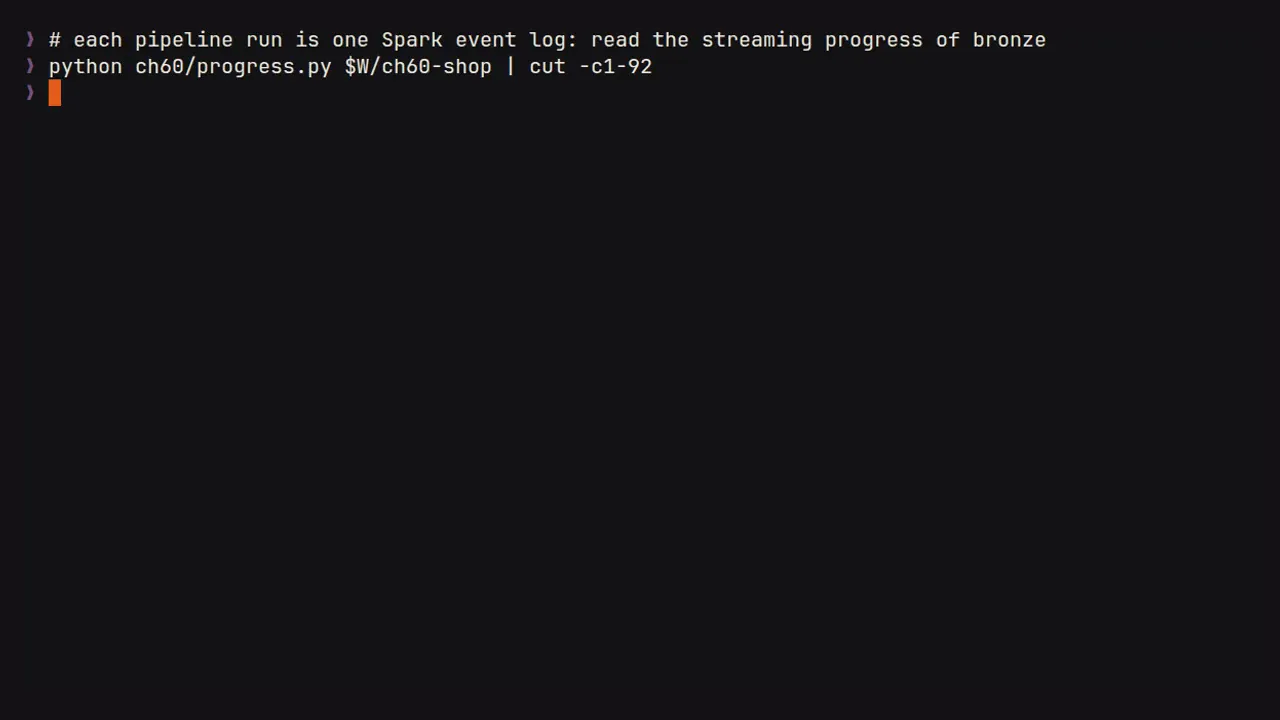 ❯ # each pipeline run is one Spark event log: read the streaming progress of bronze
❯ python ch60/progress.py $W/ch60-shop | cut -c1-92
❯